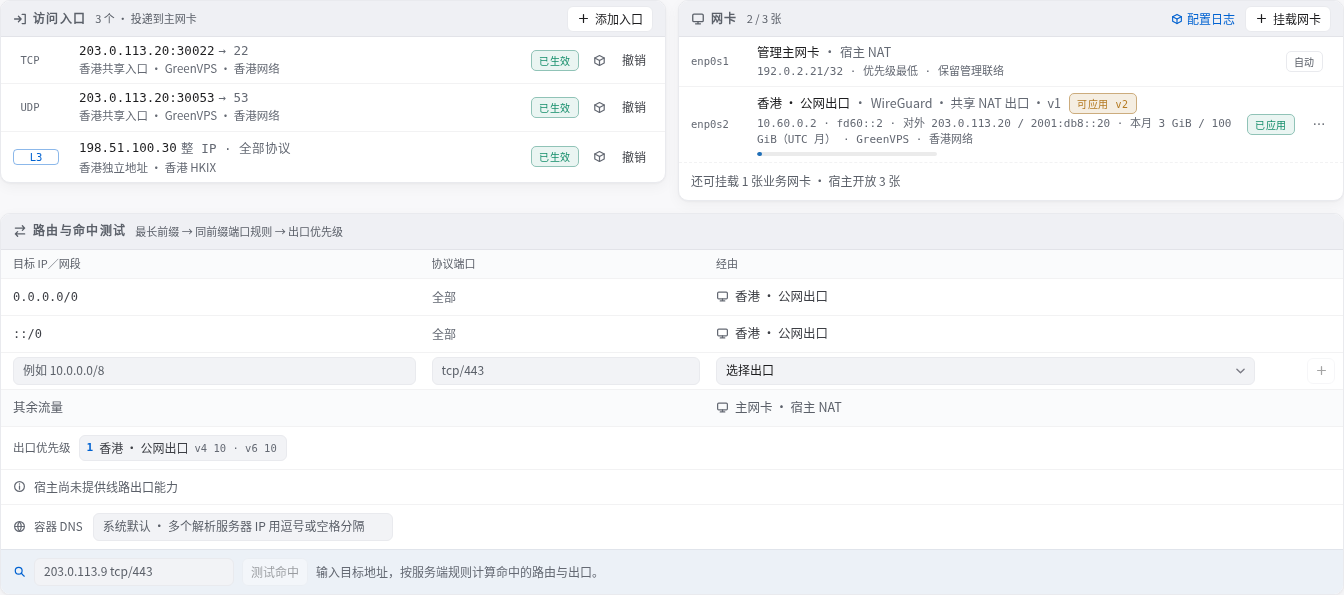 访问入口 3 个 · 投递到主网卡 + 添加入口
TCP 203.0.113.20:30022 → 22 已生效 撤销
香港共享入口 · GreenVPS · 香港网络
UDP 203.0.113.20:30053 → 53 已生效 撤销
香港共享入口 · GreenVPS · 香港网络
L3 198.51.100.30 整 IP · 全部协议 已生效 撤销
香港独立地址 · 香港 HKIX
网卡 2 / 3 张 配置日志 + 挂载网卡
enp0s1 管理主网卡 · 宿主 NAT 自动
192.0.2.21/32 · 优先级最低 · 保留管理联络
enp0s2 香港 · 公网出口 · WireGuard · 共享 NAT 出口 · v1 可应用 v2 已应用 ···
10.60.0.2 · fd60::2 · 对外 203.0.113.20 / 2001:db8::20 · 本月 3 GiB / 100
GiB（UTC 月） · GreenVPS · 香港网络
还可挂载 1 张业务网卡 · 宿主开放 3 张
路由与命中测试 最长前缀 → 同前缀端口规则 → 出口优先级
目标 IP／网段 协议端口 经由
0.0.0.0/0 全部 香港 · 公网出口
::/0 全部 香港 · 公网出口
例如 10.0.0.0/8 tcp/443 选择出口 +
其余流量 主网卡 · 宿主 NAT
出口优先级 1 香港 · 公网出口 v4 10 · v6 10
宿主尚未提供线路出口能力
容器 DNS 系统默认 · 多个解析服务器 IP 用逗号或空格分隔
203.0.113.9 tcp/443 测试命中 输入目标地址，按服务端规则计算命中的路由与出口。